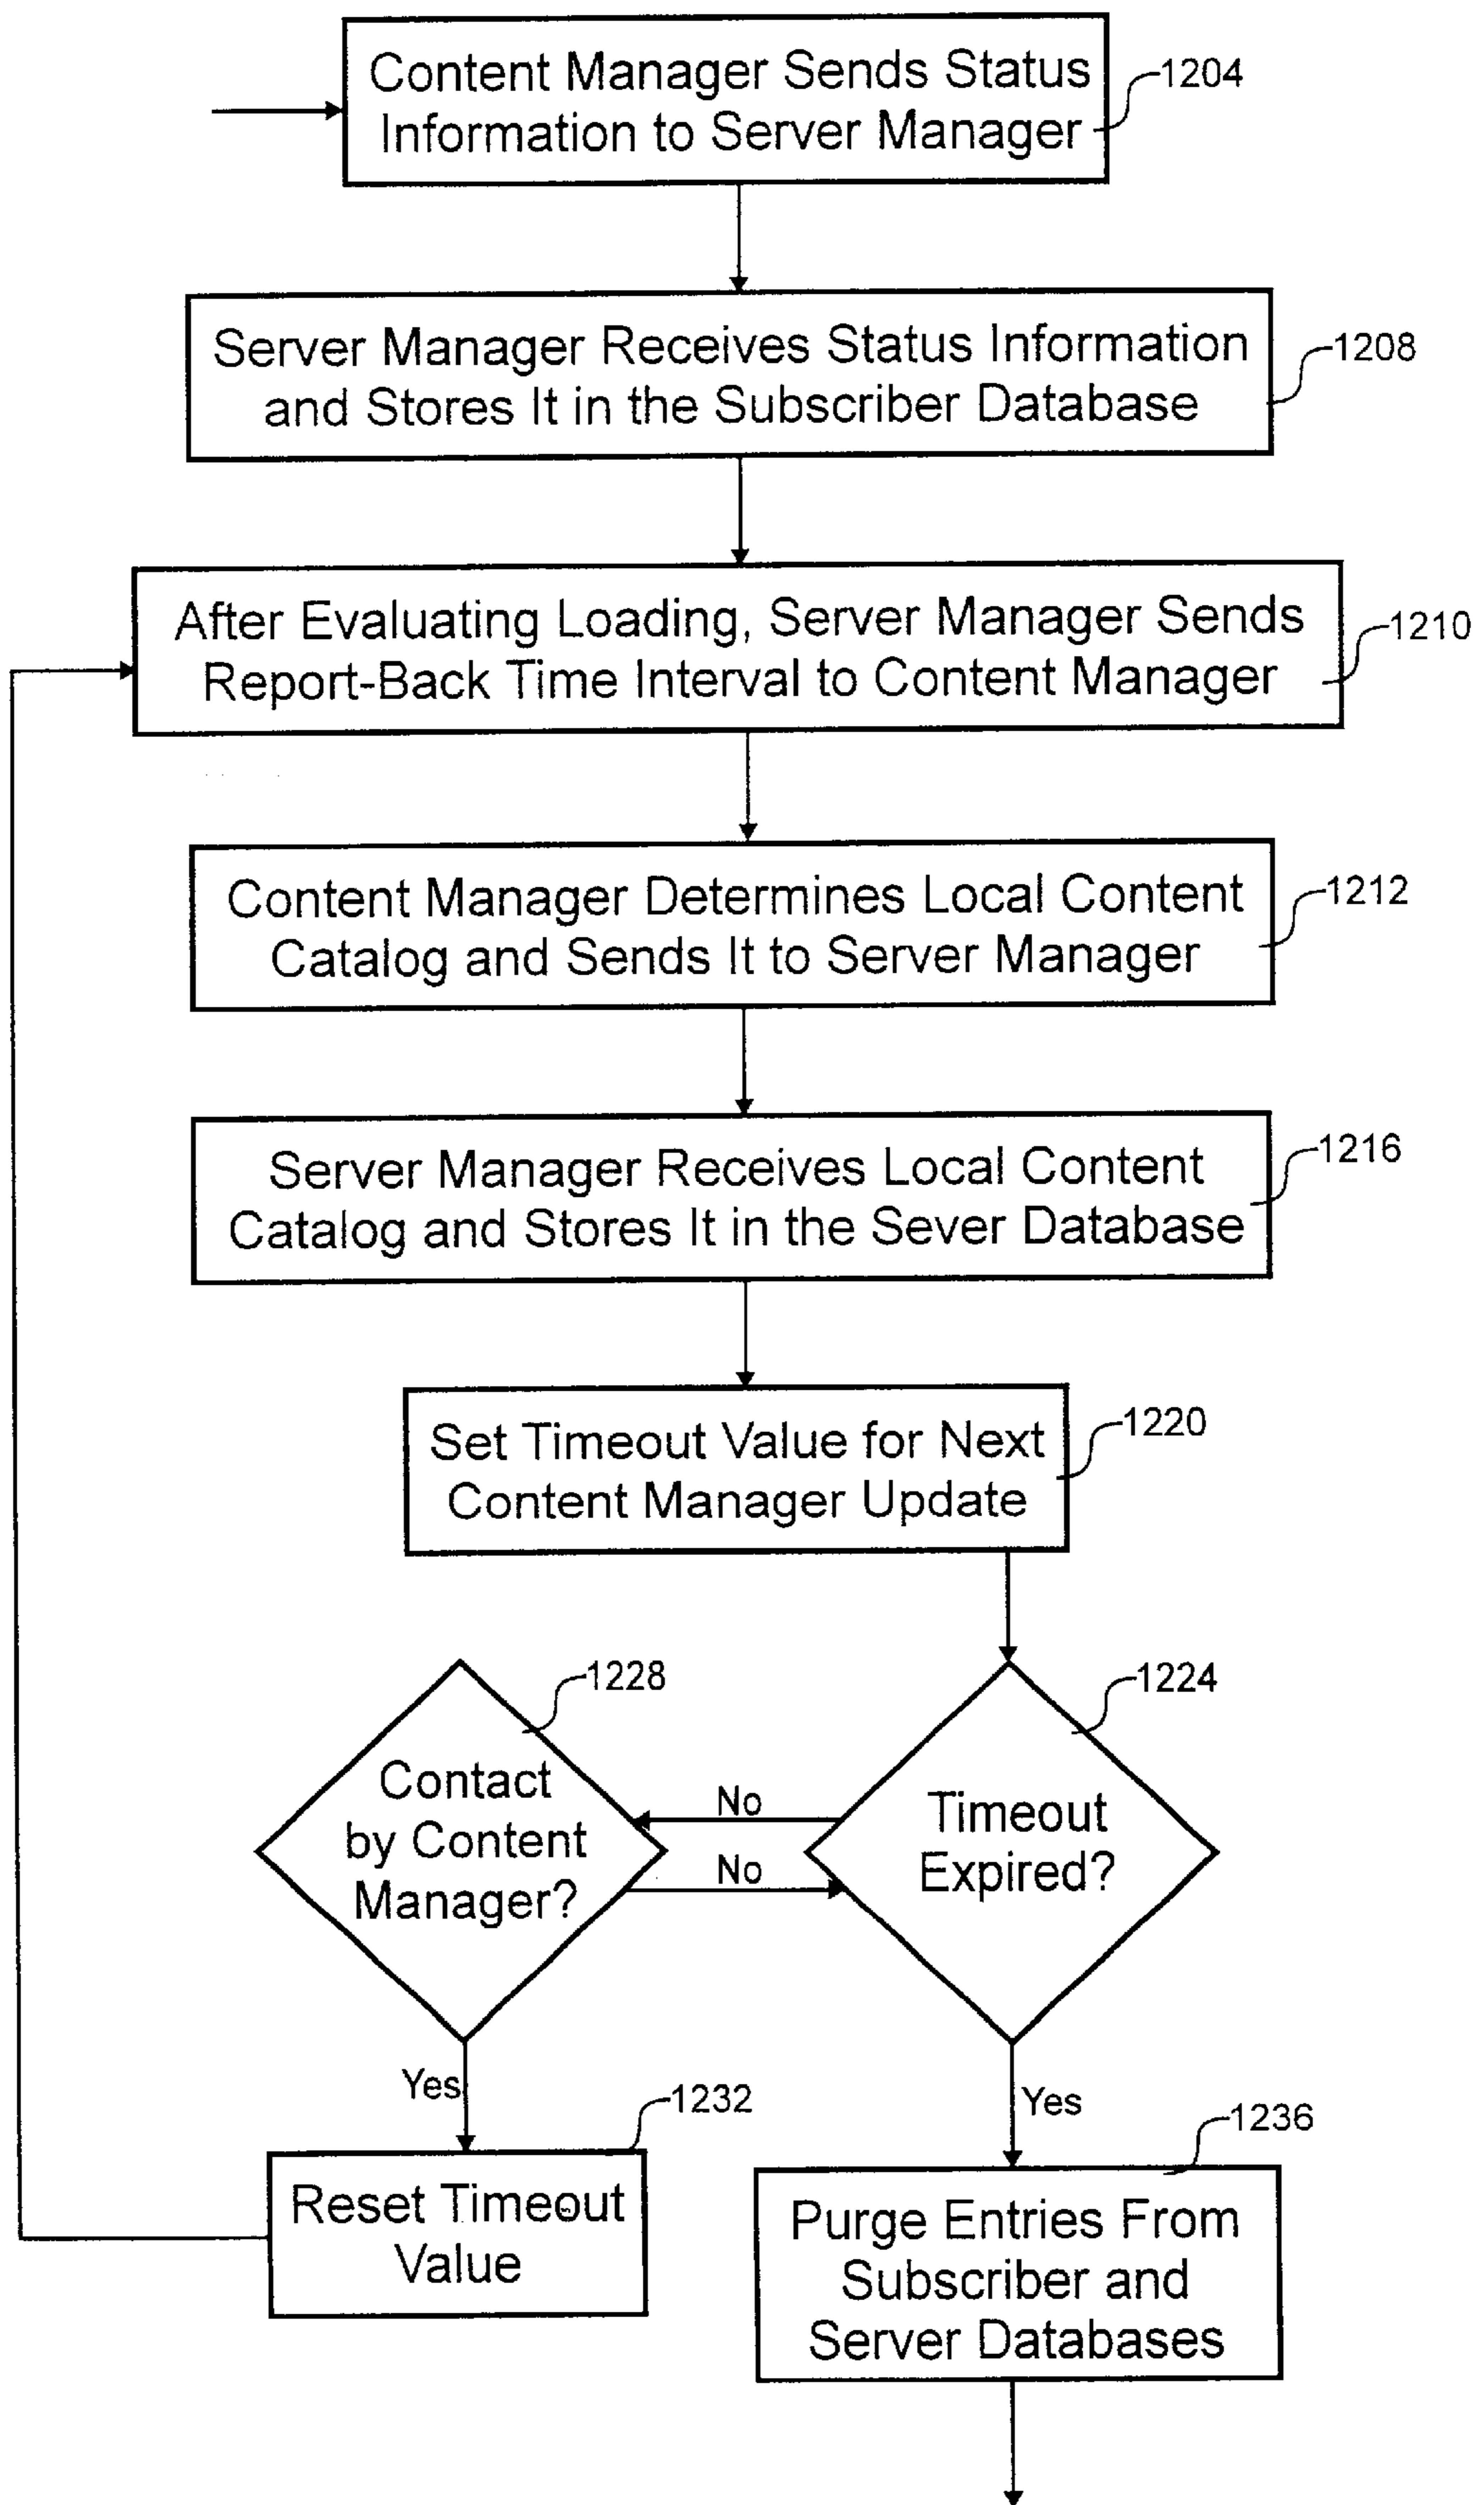 Content Manager Sends Status
Information to Server Manager
1204
Server Manager Receives Status Information
and Stores It in the Subscriber Database
1208
After Evaluating Loading, Server Manager Sends
Report-Back Time Interval to Content Manager
1210
Content Manager Determines Local Content
Catalog and Sends It to Server Manager
1212
Server Manager Receives Local Content
Catalog and Stores It in the Sever Database
1216
Set Timeout Value for Next
Content Manager Update
1220
1228
Contact
by Content
Manager?
No
No
1224
Timeout
Expired?
Yes
1232
Reset Timeout
Value
Yes
1236
Purge Entries From
Subscriber and
Server Databases